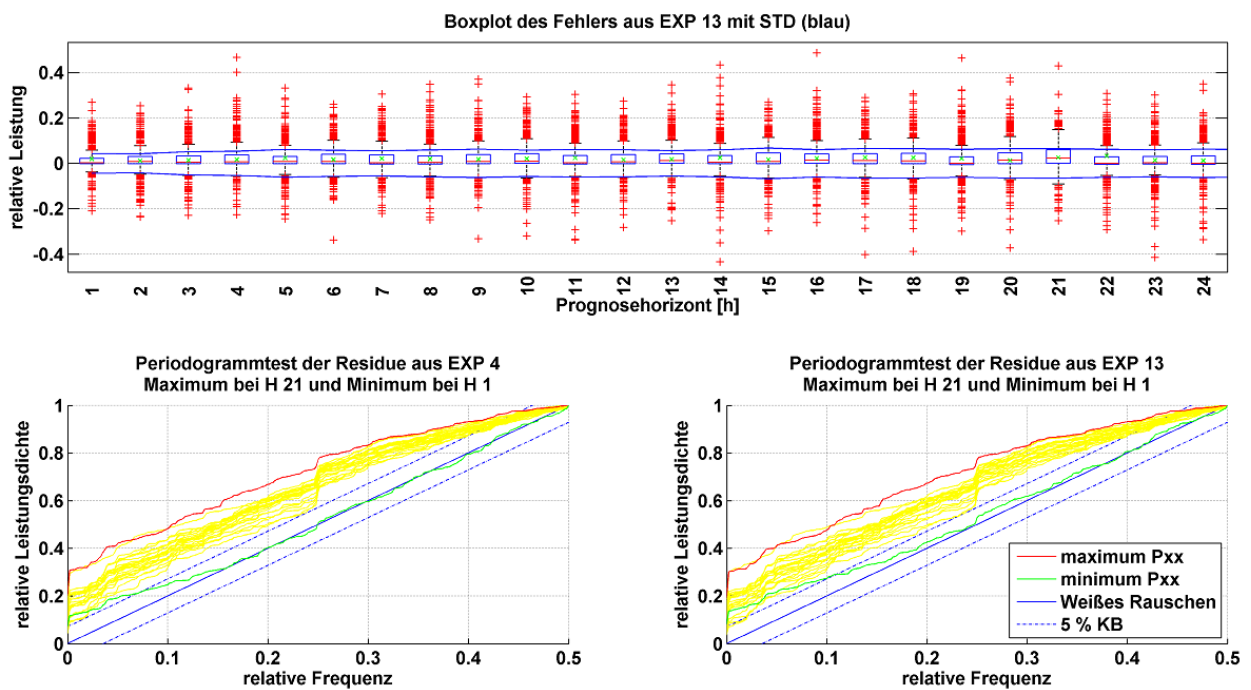 Boxplot des Fehlers aus EXP 13 mit STD (blau)
relative Leistung
0.4
0.2
0
-0.2
-0.4
1 2 3 4 5 6 7 8 9 10 11 12 13 14 15 16 17 18 19 20 21 22 23 24
Prognosehorizont [h]
Periodogrammtest der Residue aus EXP 4
Maximum bei H 21 und Minimum bei H 1
relative Leistungsdichte
1
0.8
0.6
0.4
0.2
0
0 0.1 0.2 0.3 0.4 0.5
relative Frequenz
Periodogrammtest der Residue aus EXP 13
Maximum bei H 21 und Minimum bei H 1
relative Leistungsdichte
1
0.8
0.6
0.4
0.2
0
0 0.1 0.2 0.3 0.4 0.5
relative Frequenz
maximum Pxx
minimum Pxx
Weißes Rauschen
5 % KB